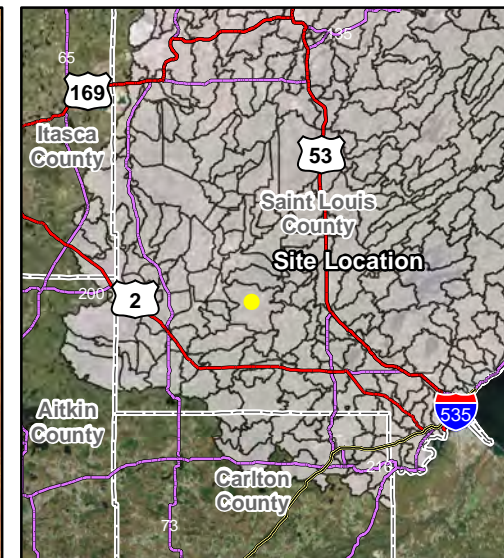 135
65
169
Itasca
County
53
Saint Louis
County
Site Location
200
2
Aitkin
County
535
210
Carlton
County
73